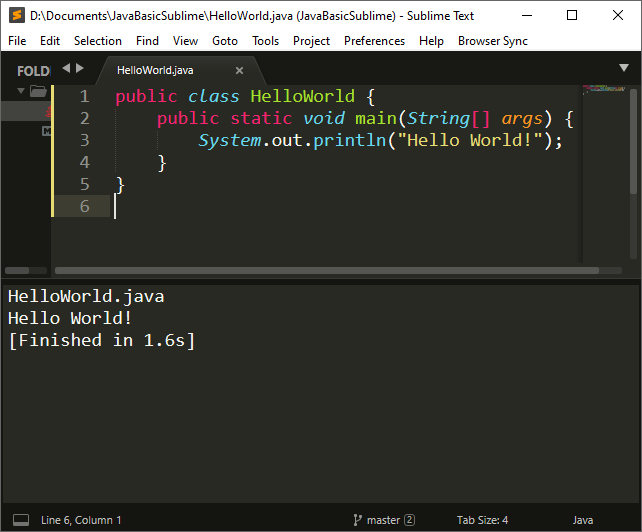 D:\Documents\JavaBasicSublime\HelloWorld.java (JavaBasicSublime) - Sublime Text
File Edit Selection Find View Goto Tools Project Preferences Help Browser Sync
FOLD
HelloWorld.java
1 public class HelloWorld {
2     public static void main(String[] args) {
3         System.out.println("Hello World!");
4     }
5 }
6
HelloWorld.java
Hello World!
[Finished in 1.6s]
Line 6, Column 1 master 2 Tab Size: 4 Java